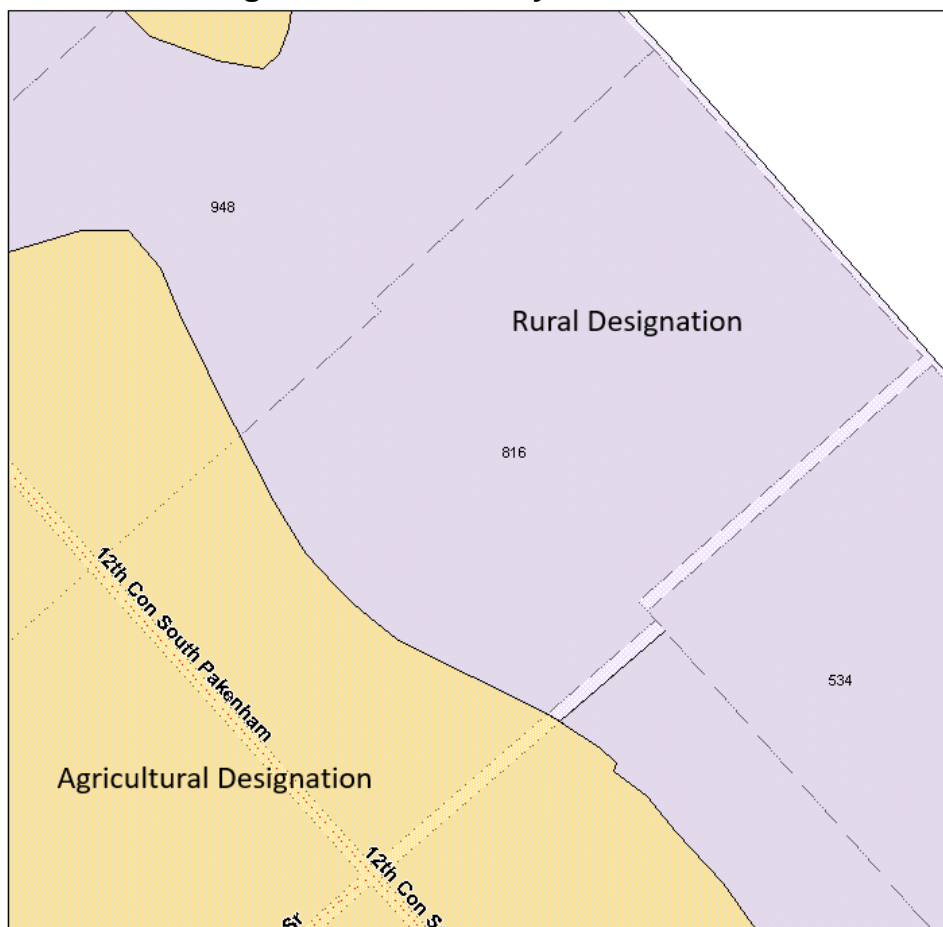 948
Rural Designation
816
12th Con South Pakenham
534
Agricultural Designation
12th Con S